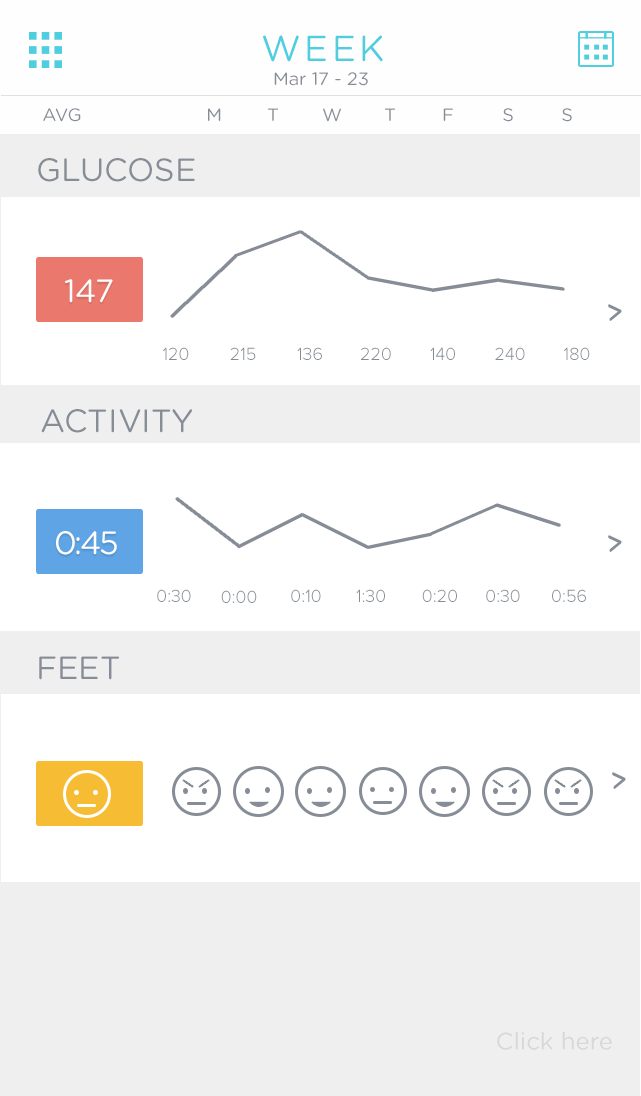 WEEK
Mar 17 - 23
AVG M T W T F S S
GLUCOSE
147
>
120 215 136 220 140 240 180
ACTIVITY
0:45
>
0:30 0:00 0:10 1:30 0:20 0:30 0:56
FEET
>
Click here